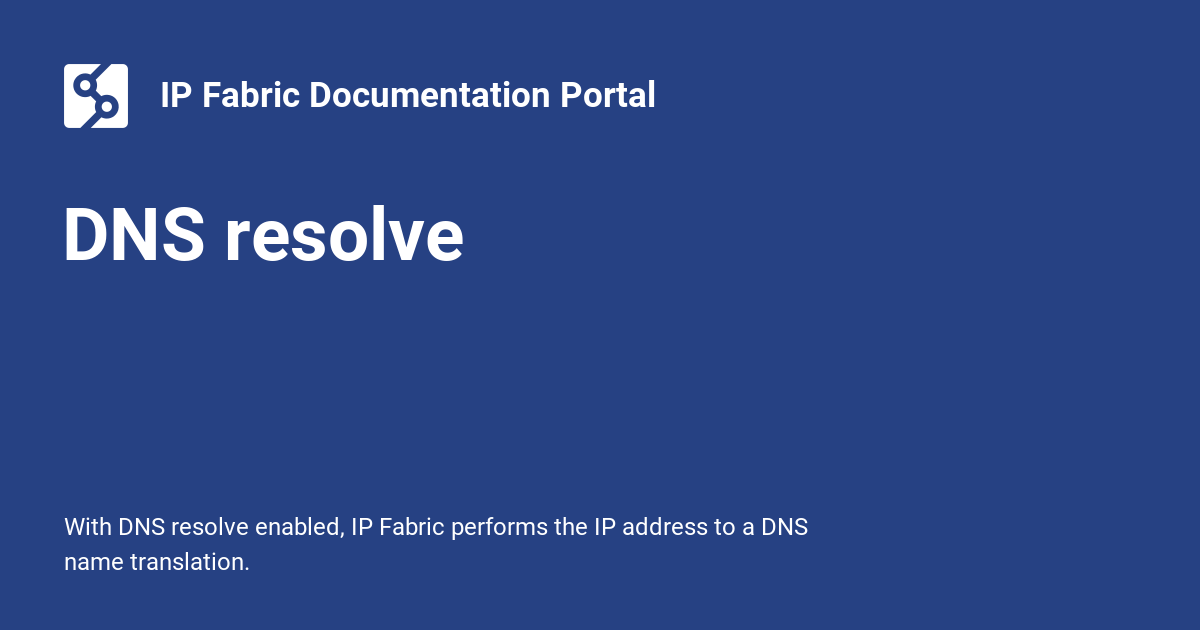 IP Fabric Documentation Portal
DNS resolve
With DNS resolve enabled, IP Fabric performs the IP address to a DNS
name translation.